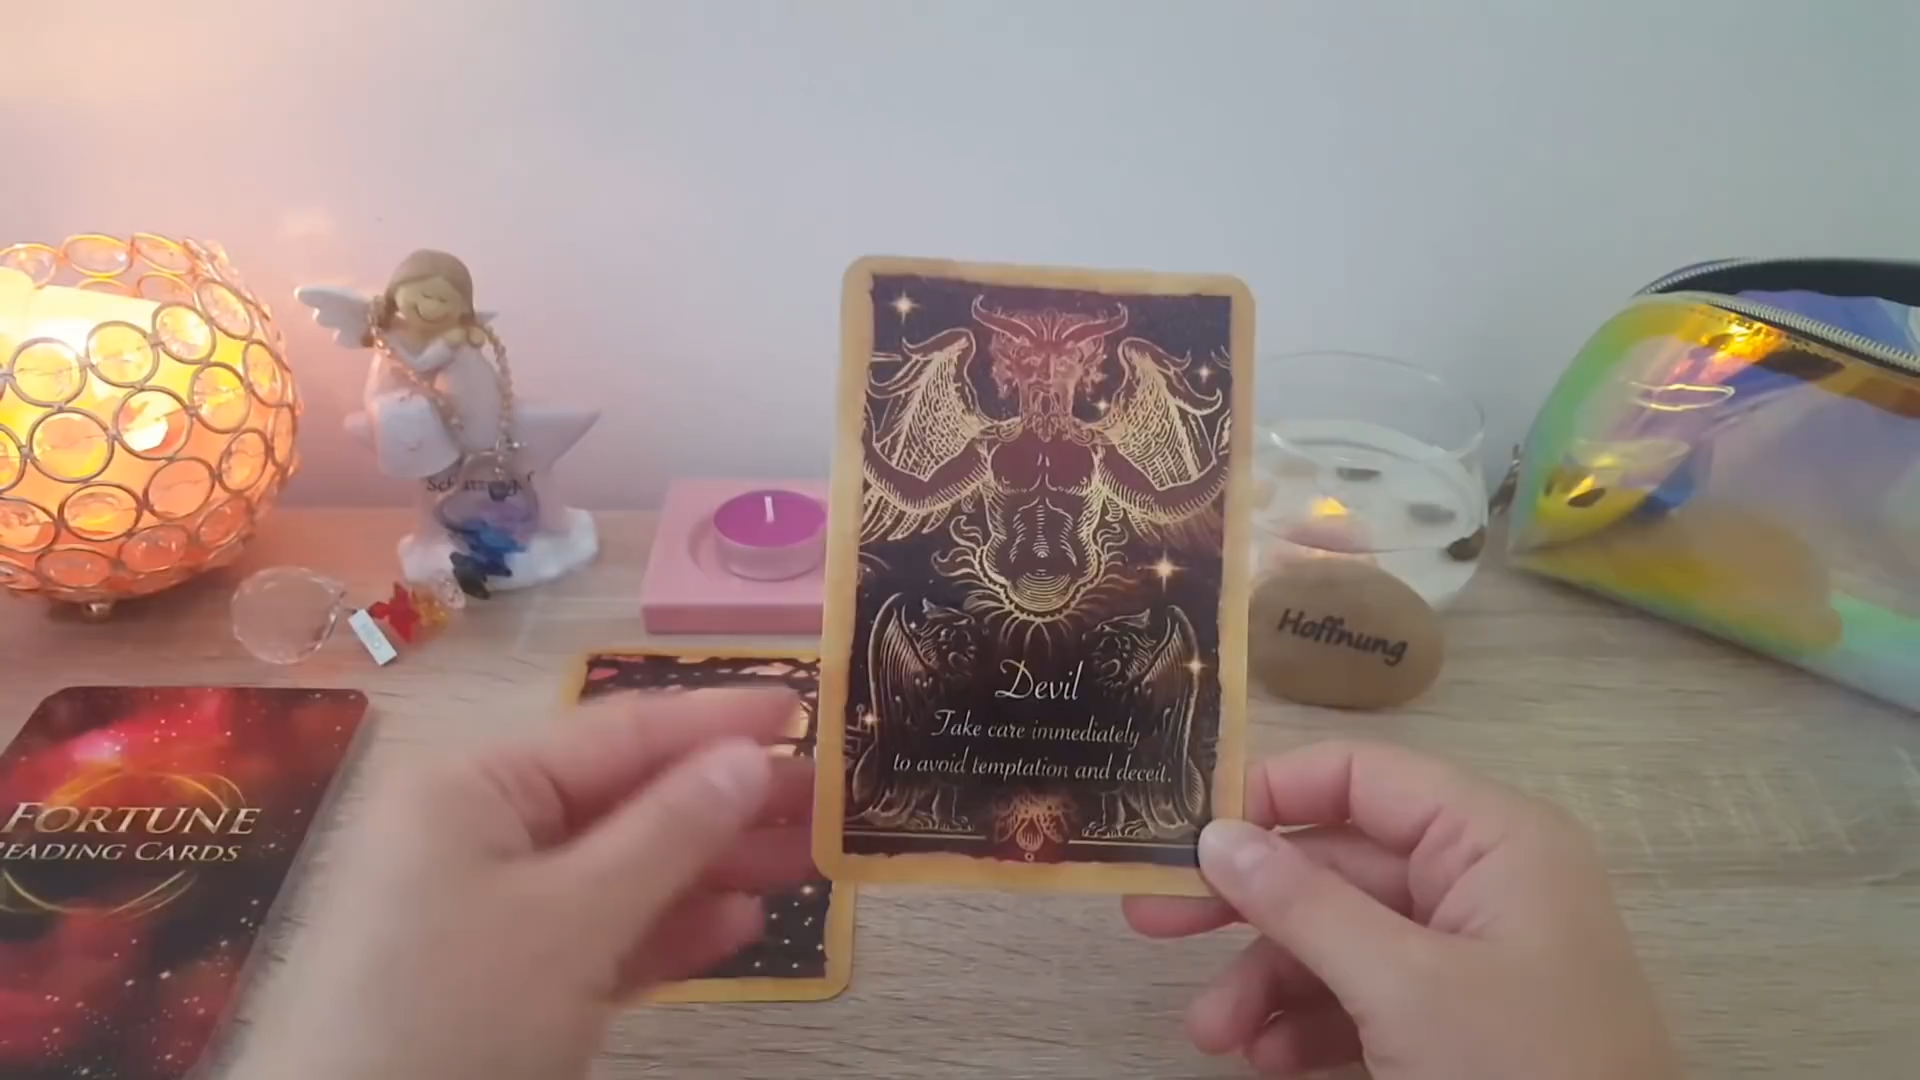 Devil
Take care immediately
to avoid temptation and deceit.
Hoffnung
FORTUNE
READING CARDS